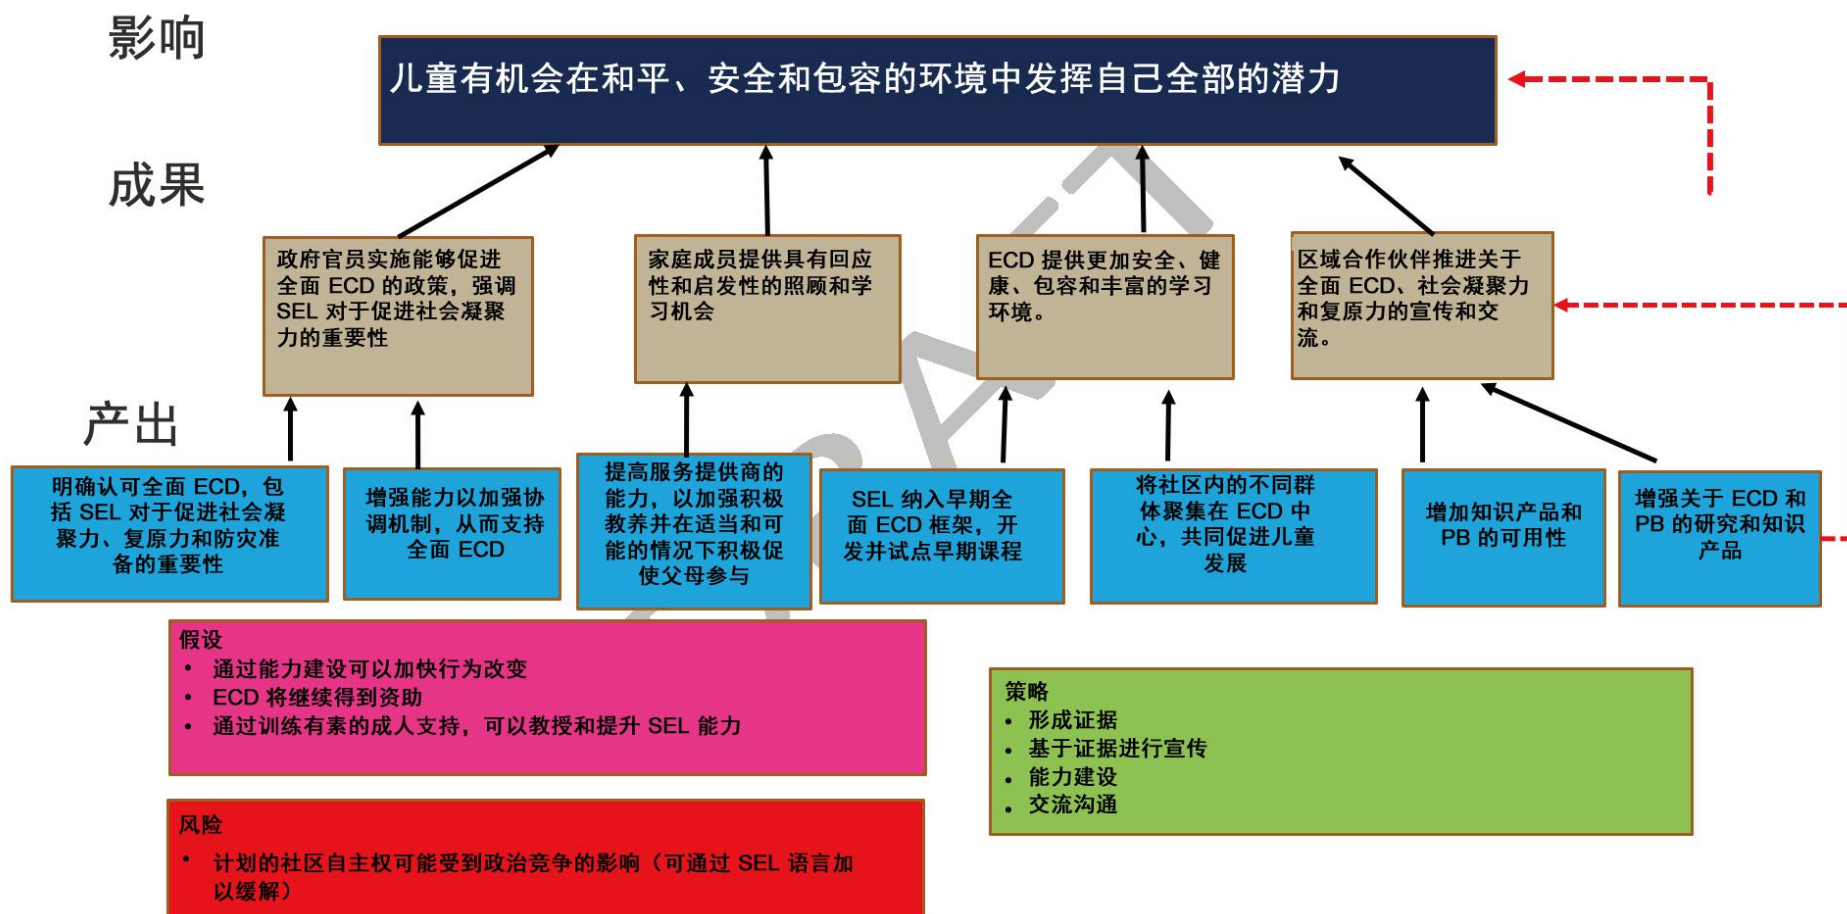 影响
儿童有机会在和平、安全和包容的环境中发挥自己全部的潜力
成果
政府官员实施能够促进
全面 ECD 的政策，强调
SEL 对于促进社会凝聚
力的重要性
家庭成员提供具有回应
性和启发性的照顾和学
习机会
ECD 提供更加安全、健
康、包容和丰富的学习
环境。
区域合作伙伴推进关于
全面 ECD、社会凝聚力
和复原力的宣传和交
流。
产出
明确认可全面 ECD，包
括 SEL 对于促进社会凝
聚力、复原力和防灾准
备的重要性
增强能力以加强协
调机制，从而支持
全面 ECD
提高服务提供商的
能力，以加强积极
教养并在适当和可
能的情况下积极促
使父母参与
SEL 纳入早期全
面 ECD 框架，开
发并试点早期课程
将社区内的不同群
体聚集在 ECD 中
心，共同促进儿童
发展
增加知识产品和
PB 的可用性
增强关于 ECD 和
PB 的研究和知识
产品
假设
• 通过能力建设可以加快行为改变
• ECD 将继续得到资助
• 通过训练有素的成人支持，可以教授和提升 SEL 能力
策略
• 形成证据
• 基于证据进行宣传
• 能力建设
• 交流沟通
风险
• 计划的社区自主权可能受到政治竞争的影响（可通过 SEL 语言加
以缓解）
DRAFT